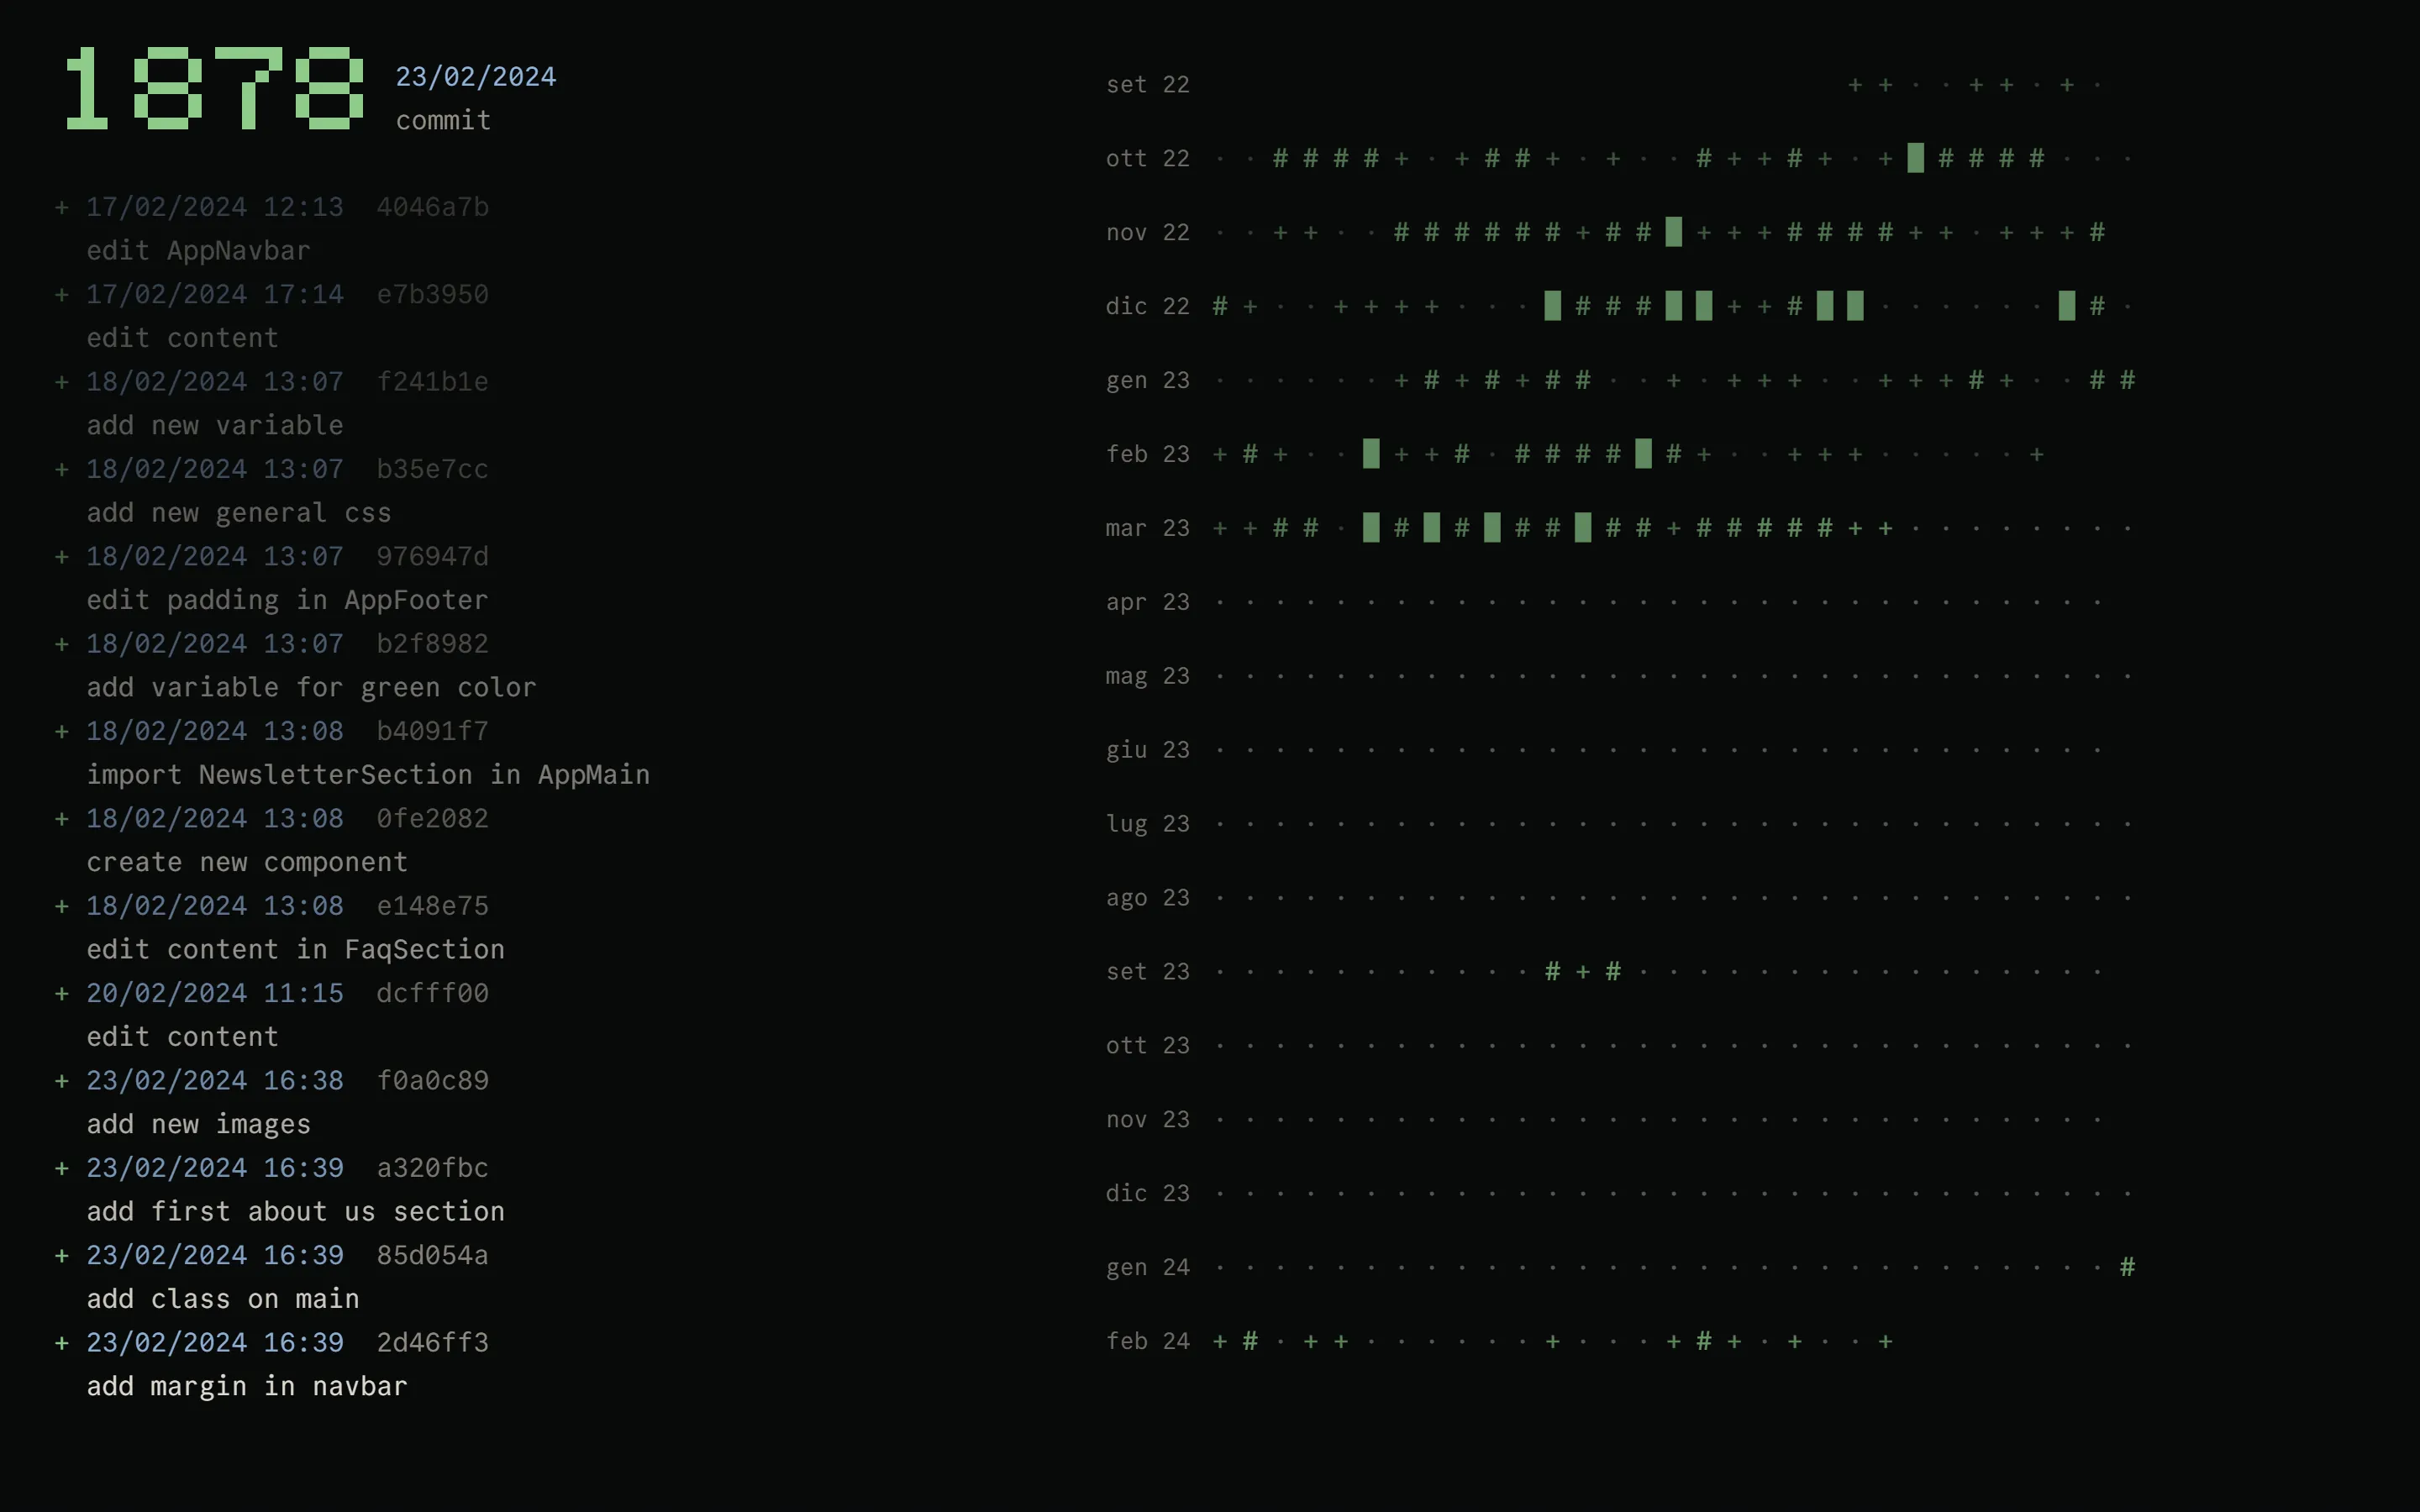 1878
23/02/2024
commit
+ 17/02/2024 12:13 4046a7b
edit AppNavbar
+ 17/02/2024 17:14 e7b3950
edit content
+ 18/02/2024 13:07 f241b1e
add new variable
+ 18/02/2024 13:07 b35e7cc
add new general css
+ 18/02/2024 13:07 976947d
edit padding in AppFooter
+ 18/02/2024 13:07 b2f8982
add variable for green color
+ 18/02/2024 13:08 b4091f7
import NewsletterSection in AppMain
+ 18/02/2024 13:08 0fe2082
create new component
+ 18/02/2024 13:08 e148e75
edit content in FaqSection
+ 20/02/2024 11:15 dcfff00
edit content
+ 23/02/2024 16:38 f0a0c89
add new images
+ 23/02/2024 16:39 a320fbc
add first about us section
+ 23/02/2024 16:39 85d054a
add class on main
+ 23/02/2024 16:39 2d46ff3
add margin in navbar
set 22 + + · · + + · + ·
ott 22 · · # # # # + · + # # + · + · · # + + # + · + █ # # # # · · ·
nov 22 · · + + · · # # # # # # + # # █ + + + # # # # + + · + + + #
dic 22 # + · · + + + + · · · █ # # # █ █ + + # █ █ · · · · · · █ # ·
gen 23 · · · · · · + # + # + # # · · + · + + + · · + + + # + · · # #
feb 23 + # + · · █ + + # · # # # # █ # + · · + + + · · · · · +
mar 23 + + # # · █ # █ # █ # # █ # # + # # # # # + + · · · · · · · ·
apr 23 · · · · · · · · · · · · · · · · · · · · · · · · · · · · · ·
mag 23 · · · · · · · · · · · · · · · · · · · · · · · · · · · · · · ·
giu 23 · · · · · · · · · · · · · · · · · · · · · · · · · · · · · ·
lug 23 · · · · · · · · · · · · · · · · · · · · · · · · · · · · · · ·
ago 23 · · · · · · · · · · · · · · · · · · · · · · · · · · · · · · ·
set 23 · · · · · · · · · · · # + # · · · · · · · · · · · · · · · ·
ott 23 · · · · · · · · · · · · · · · · · · · · · · · · · · · · · · ·
nov 23 · · · · · · · · · · · · · · · · · · · · · · · · · · · · · ·
dic 23 · · · · · · · · · · · · · · · · · · · · · · · · · · · · · · ·
gen 24 · · · · · · · · · · · · · · · · · · · · · · · · · · · · · · #
feb 24 + # · + + · · · · · · + · · · + # + · + · · +